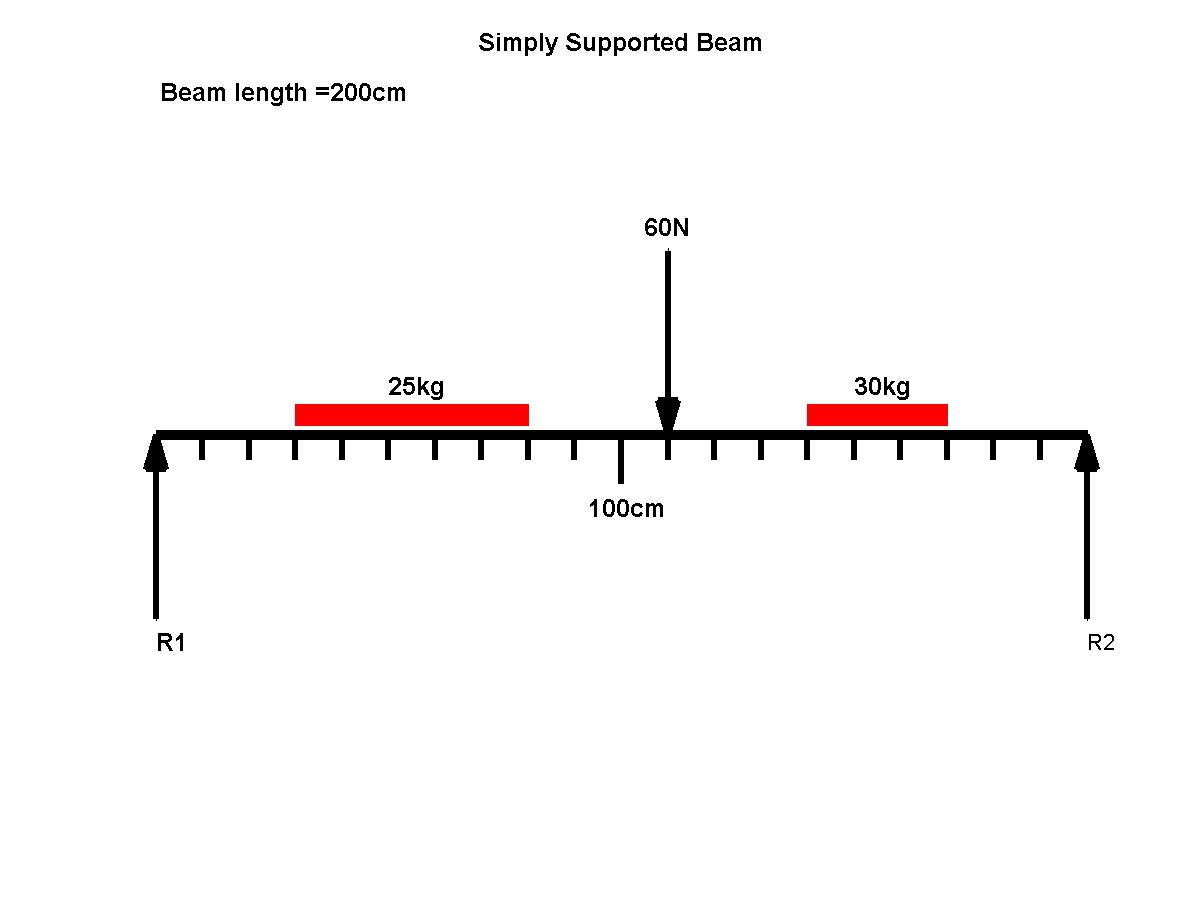 Simply Supported Beam
Beam length =200cm
60N
25kg
30kg
100cm
R1
R2